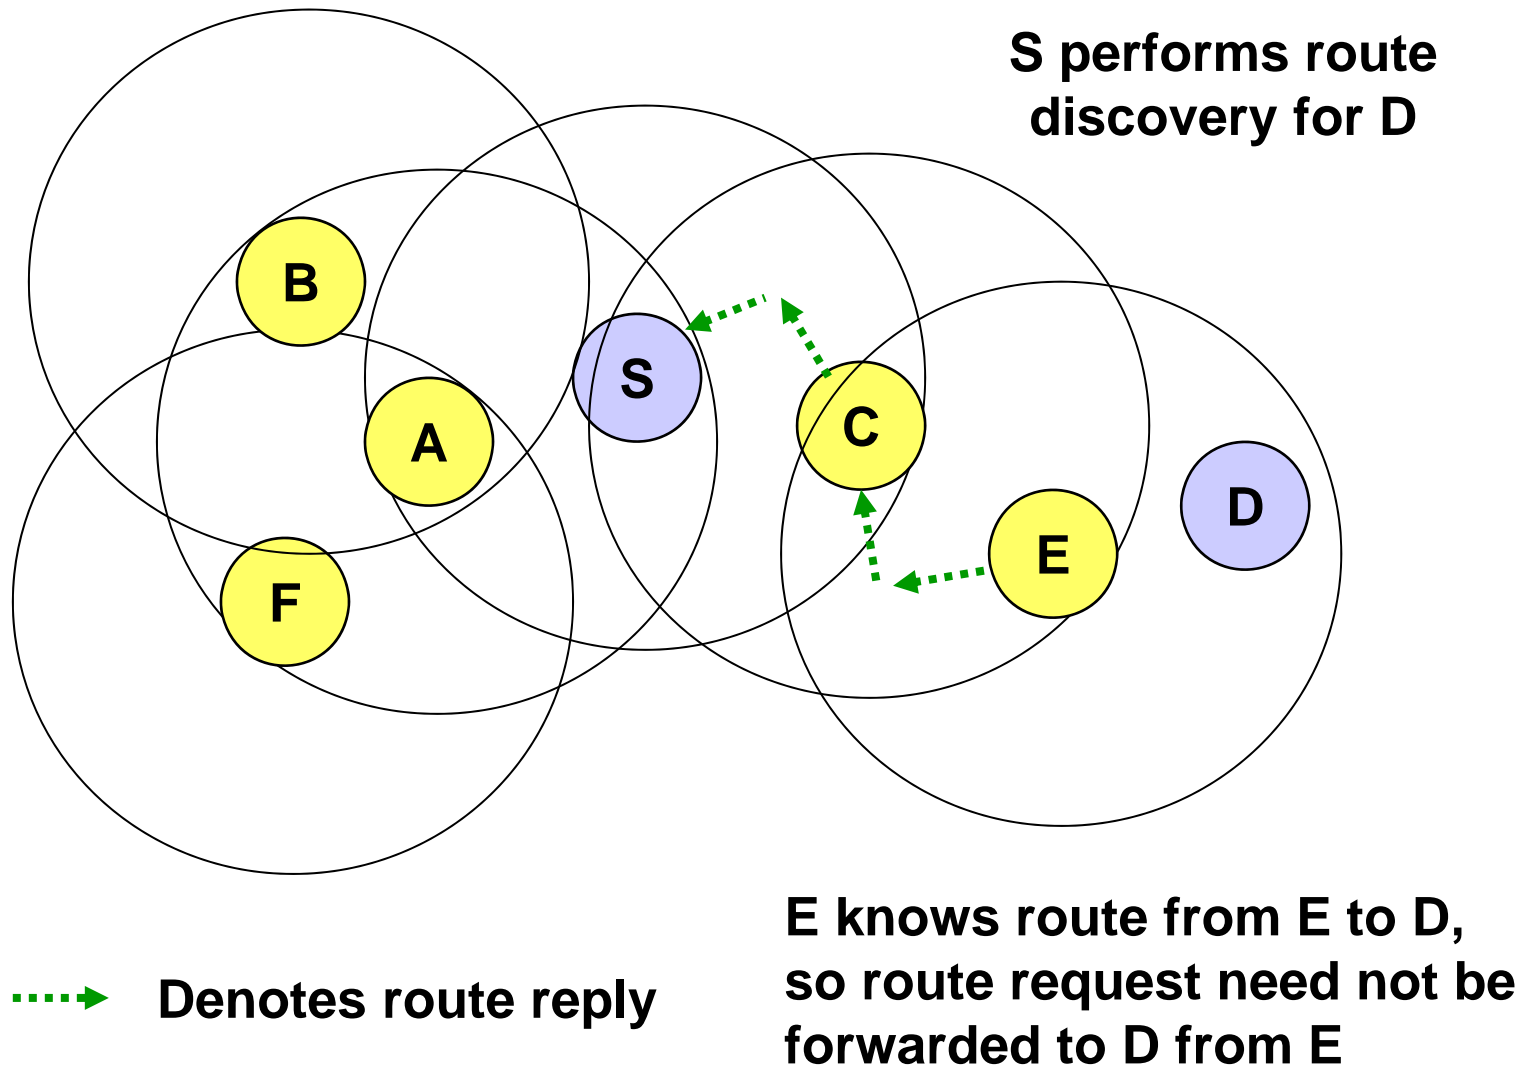 S performs route
discovery for D
B
S
A
C
D
E
F
E knows route from E to D,
so route request need not be
forwarded to D from E
Denotes route reply